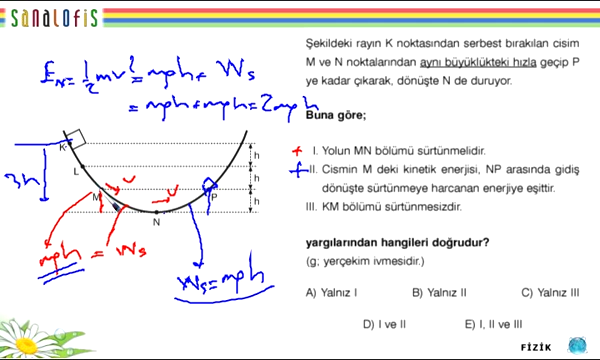 SANALOFİS
Şekildeki rayın K noktasından serbest bırakılan cisim
M ve N noktalarından aynı büyüklükteki hızla geçip P
ye kadar çıkarak, dönüşte N de duruyor.
Buna göre;
I. Yolun MN bölümü sürtünmelidir.
II. Cismin M deki kinetik enerjisi, NP arasında gidiş
dönüşte sürtünmeye harcanan enerjiye eşittir.
III. KM bölümü sürtünmesizdir.
yargılarından hangileri doğrudur?
(g; yerçekim ivmesidir.)
A) Yalnız I B) Yalnız II C) Yalnız III
D) I ve II E) I, II ve III
FİZİK
E_N = 1/2 mv² = mgh + W_s
= mgh + mgh = 2mgh
K
L
M
N
P
h
h
h
3h
v
v
mgh = W_s
W_s = mgh